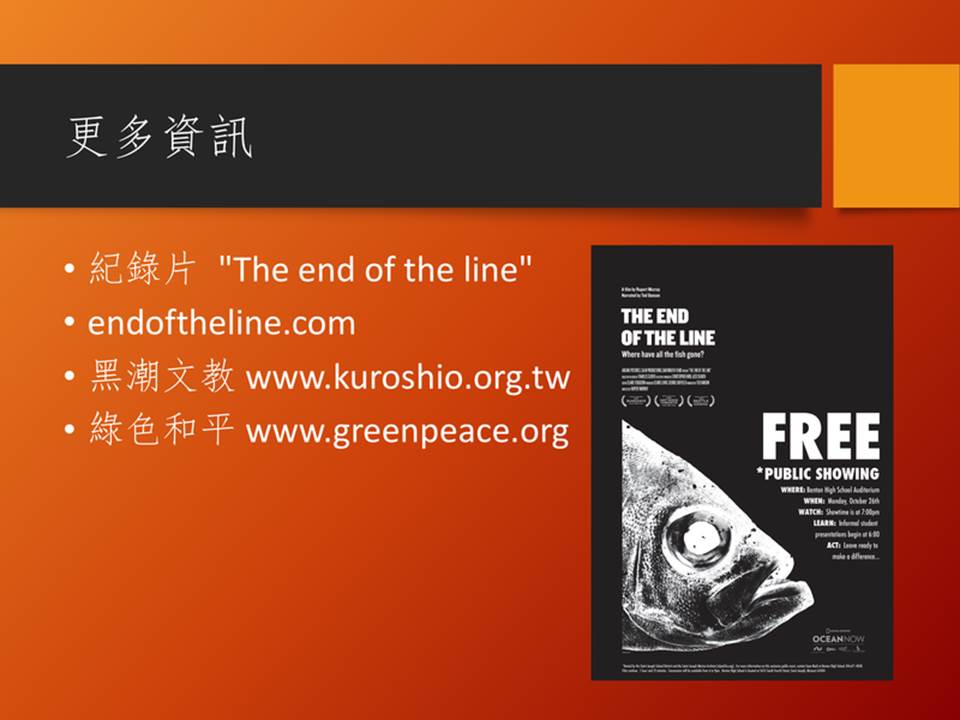 更多資訊
• 紀錄片 "The end of the line"
• endoftheline.com
• 黑潮文教 www.kuroshio.org.tw
• 綠色和平 www.greenpeace.org
A film by Rupert Murray
Narrated by Ted Danson
THE END
OF THE LINE
Where have all the fish gone?
FREE
*PUBLIC SHOWING
WHERE: Benton High School Auditorium
WHEN: Monday, October 26th
WATCH: Showtime is at 7:00pm
LEARN: Informal student
presentations begin at 6:00
ACT: Leave ready to
make a difference...
OCEANNOW